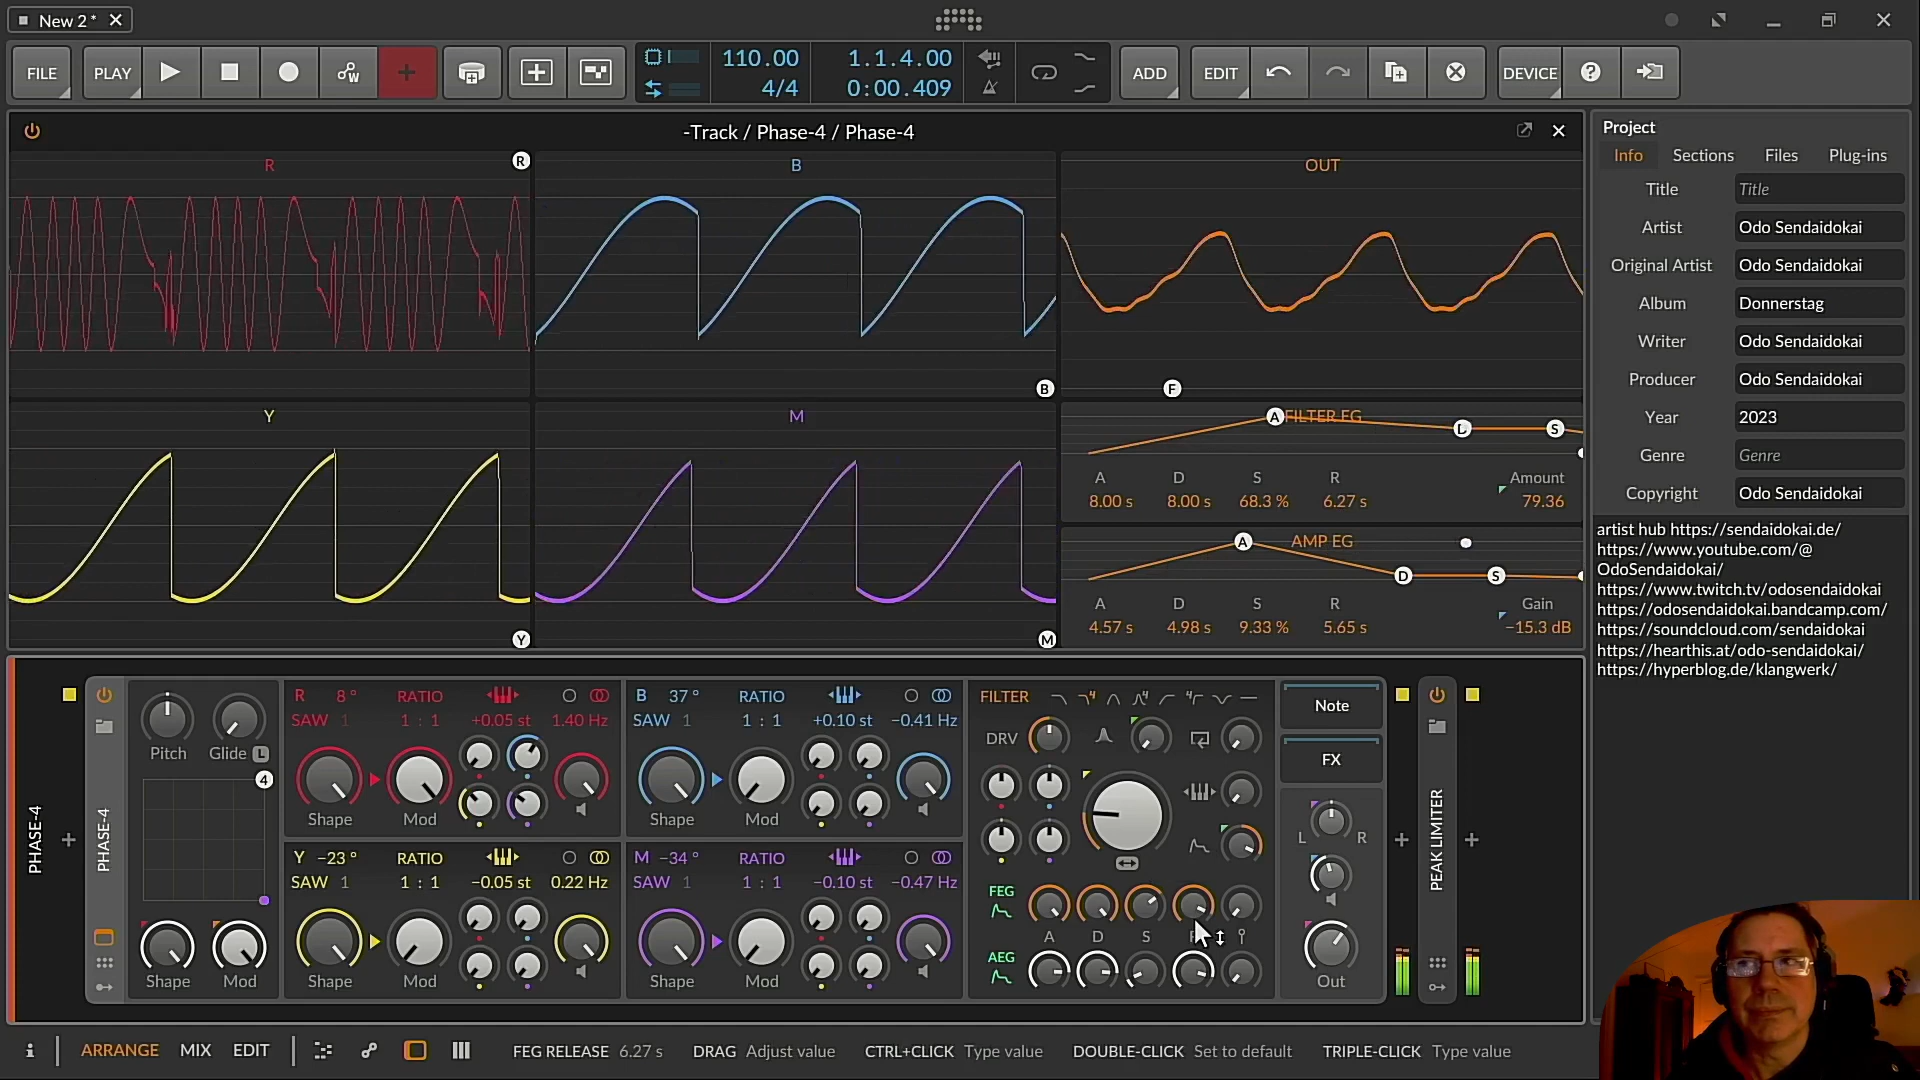 New 2 *
FILE
PLAY
110.00
4/4
1.1.4.00
0:00.409
ADD
EDIT
DEVICE
-Track / Phase-4 / Phase-4
R
R
B
B
OUT
F
Y
Y
M
M
A FILTER EG L S
A D S R Amount
8.00 s 8.00 s 68.3 % 6.27 s 79.36
A AMP EG
D S
A D S R Gain
4.57 s 4.98 s 9.33 % 5.65 s −15.3 dB
Project
Info Sections Files Plug-ins
Title Title
Artist Odo Sendaidokai
Original Artist Odo Sendaidokai
Album Donnerstag
Writer Odo Sendaidokai
Producer Odo Sendaidokai
Year 2023
Genre Genre
Copyright Odo Sendaidokai
artist hub https://sendaidokai.de/
https://www.youtube.com/@
OdoSendaidokai/
https://www.twitch.tv/odosendaidokai
https://odosendaidokai.bandcamp.com/
https://soundcloud.com/sendaidokai
https://hearthis.at/odo-sendaidokai/
https://hyperblog.de/klangwerk/
PHASE-4
PHASE-4
Pitch Glide L
4
Shape Mod
R 8 ° RATIO
SAW 1 1 : 1 +0.05 st 1.40 Hz
Shape Mod
B 37 ° RATIO
SAW 1 1 : 1 +0.10 st −0.41 Hz
Shape Mod
Y −23 ° RATIO
SAW 1 1 : 1 −0.05 st 0.22 Hz
Shape Mod
M −34 ° RATIO
SAW 1 1 : 1 −0.10 st −0.47 Hz
Shape Mod
FILTER
DRV
FEG
A D S
AEG
Note
FX
L R
Out
PEAK LIMITER
ARRANGE MIX EDIT
FEG RELEASE 6.27 s DRAG Adjust value CTRL+CLICK Type value DOUBLE-CLICK Set to default TRIPLE-CLICK Type value